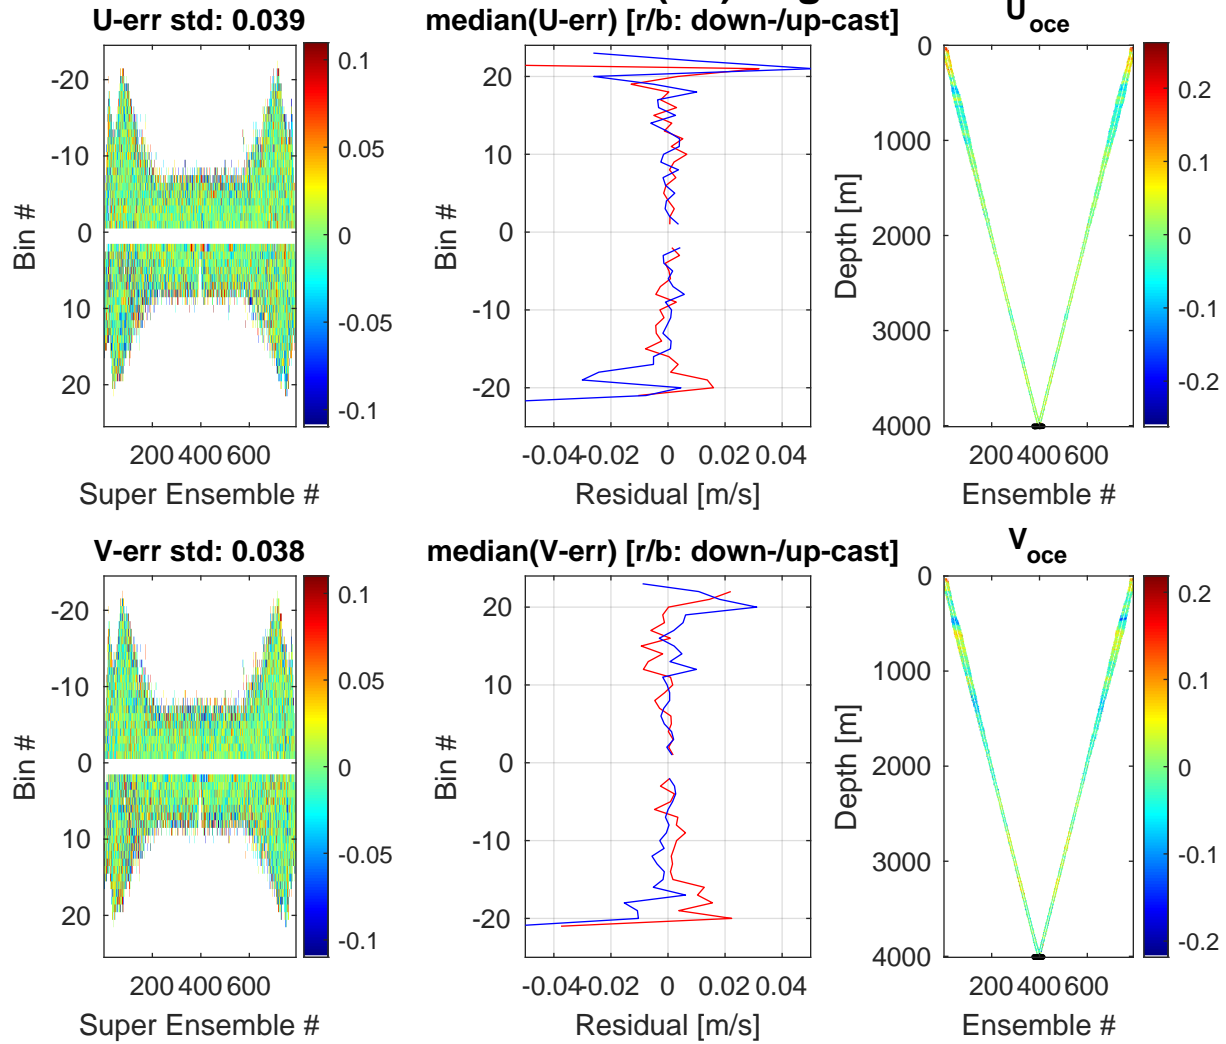 U-err std: 0.039
-20
-10
0
10
20
200 400 600
Super Ensemble #
Bin #
0.1
0.05
0
-0.05
-0.1
median(U-err) [r/b: down-/up-cast]
20
10
0
-10
-20
-0.04 -0.02 0 0.02 0.04
Residual [m/s]
Bin #
U_oce
0
1000
2000
3000
4000
200 400 600
Ensemble #
Depth [m]
0.2
0.1
0
-0.1
-0.2
V-err std: 0.038
-20
-10
0
10
20
200 400 600
Super Ensemble #
Bin #
0.1
0.05
0
-0.05
-0.1
median(V-err) [r/b: down-/up-cast]
20
10
0
-10
-20
-0.04 -0.02 0 0.02 0.04
Residual [m/s]
Bin #
V_oce
0
1000
2000
3000
4000
200 400 600
Ensemble #
Depth [m]
0.2
0.1
0
-0.1
-0.2